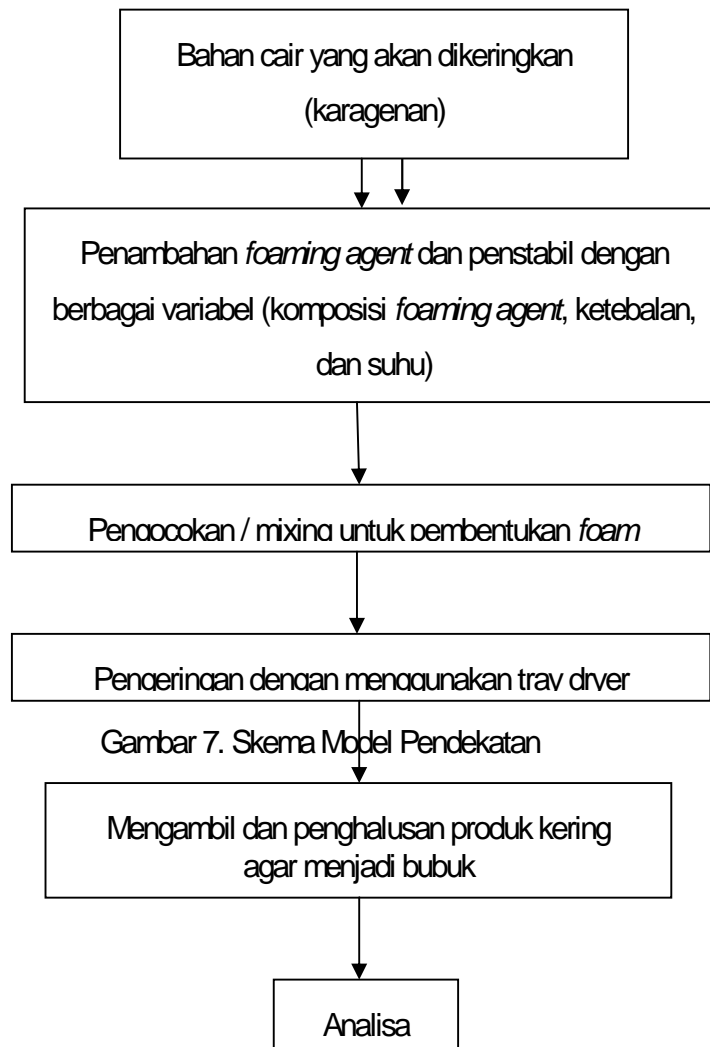 Bahan cair yang akan dikeringkan
(karagenan)
Penambahan foaming agent dan penstabil dengan
berbagai variabel (komposisi foaming agent, ketebalan,
dan suhu)
Pengocokan / mixing untuk pembentukan foam
Pengeringan dengan menggunakan tray dryer
Gambar 7. Skema Model Pendekatan
Mengambil dan penghalusan produk kering
agar menjadi bubuk
Analisa